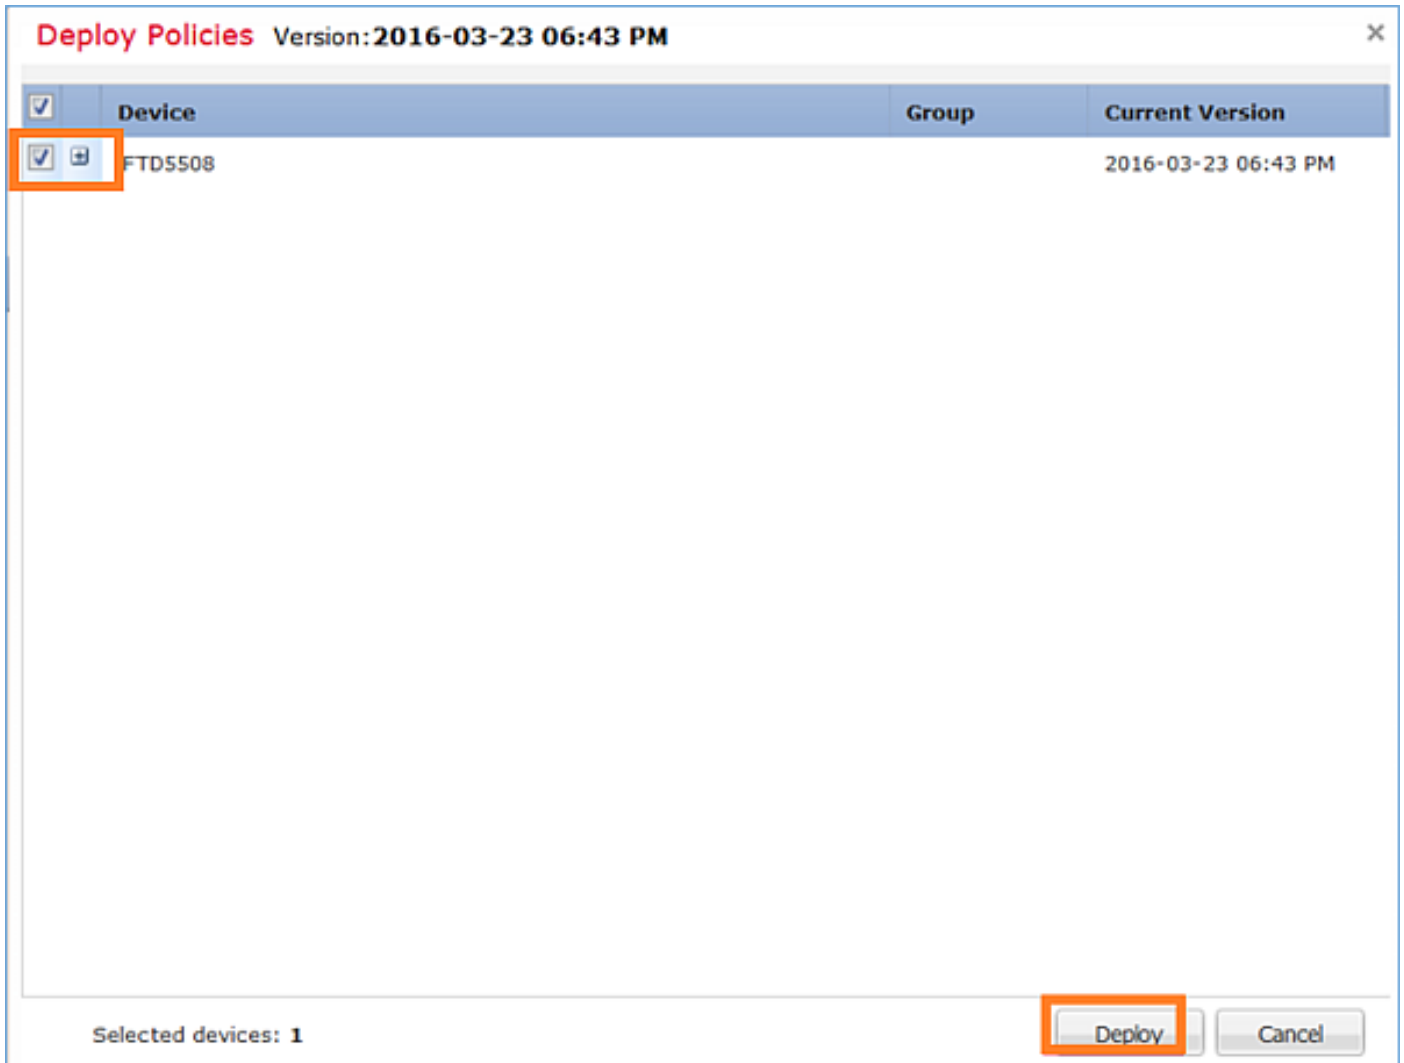 Deploy Policies Version:2016-03-23 06:43 PM
Device Group Current Version
FTD5508 2016-03-23 06:43 PM
Selected devices: 1
Deploy Cancel